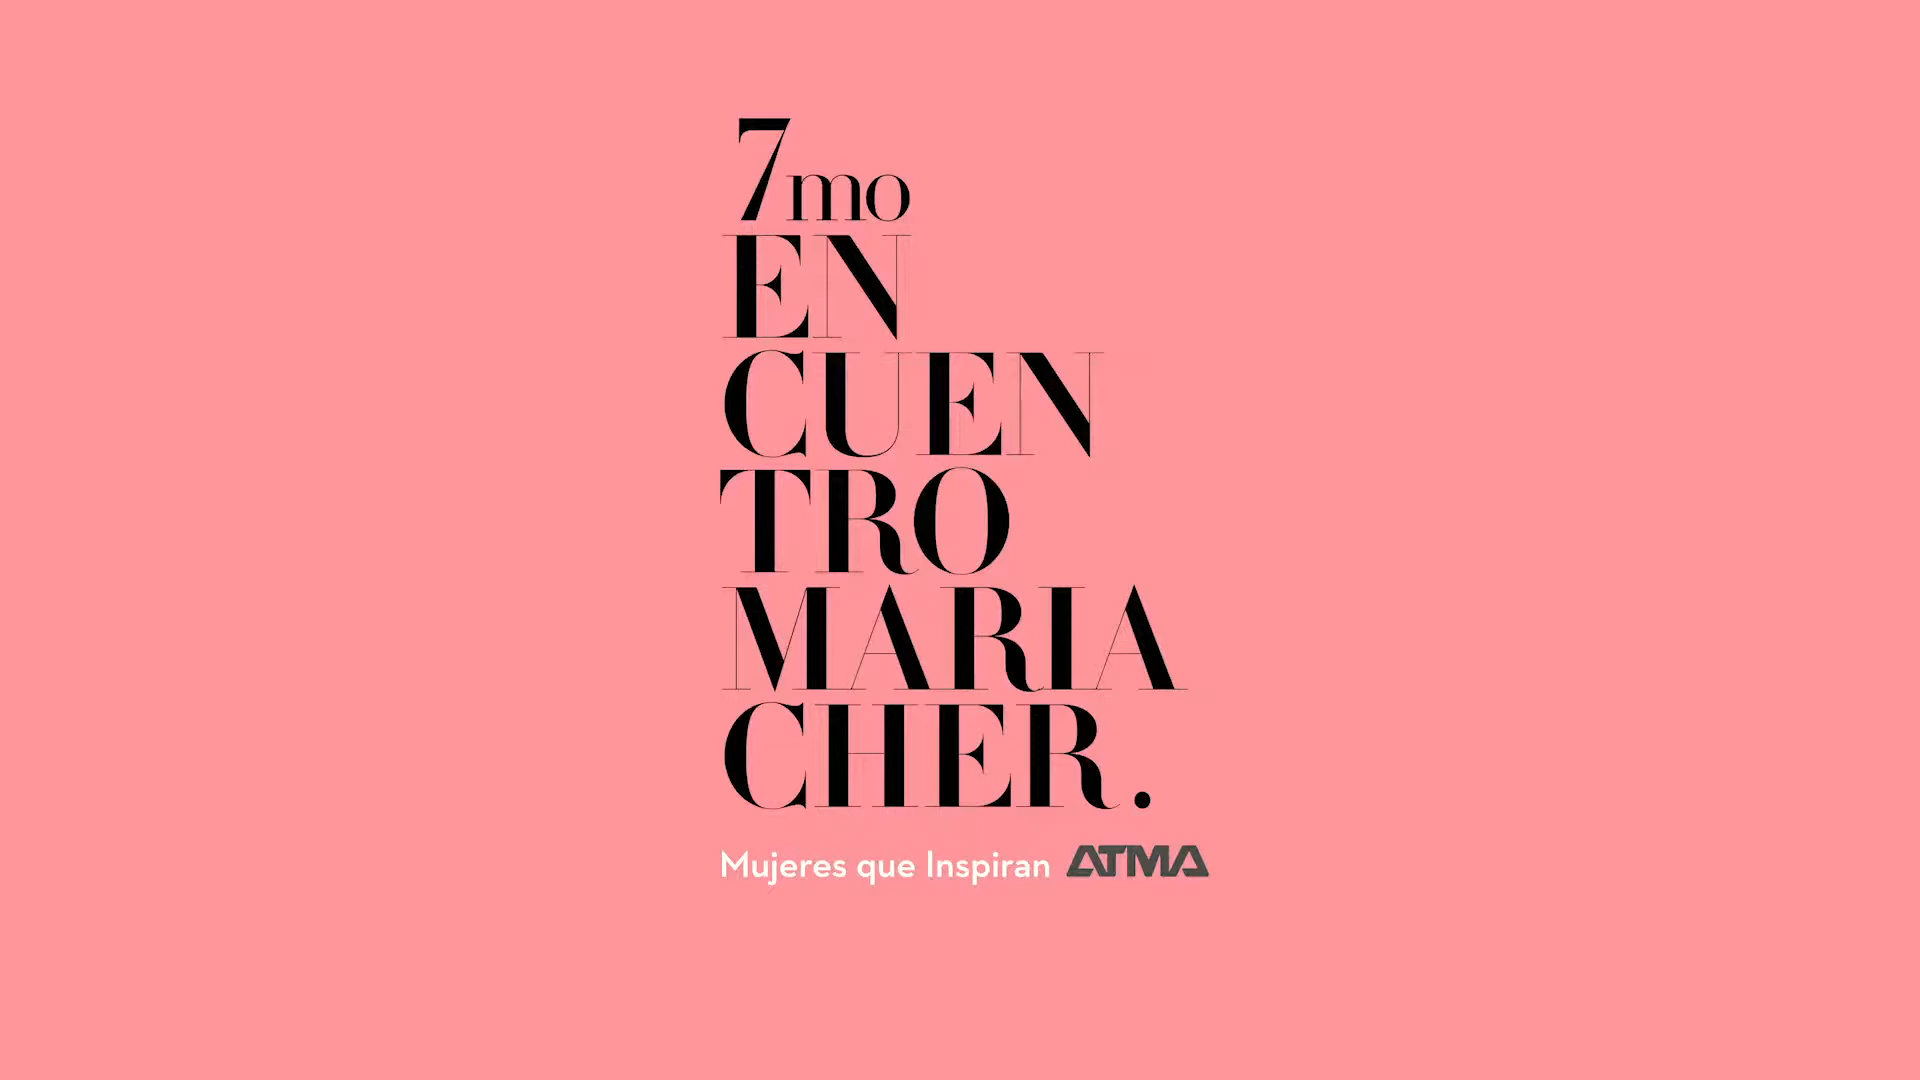 7mo
EN
CUEN
TRO
MARIA
CHER.
Mujeres que Inspiran ATMA